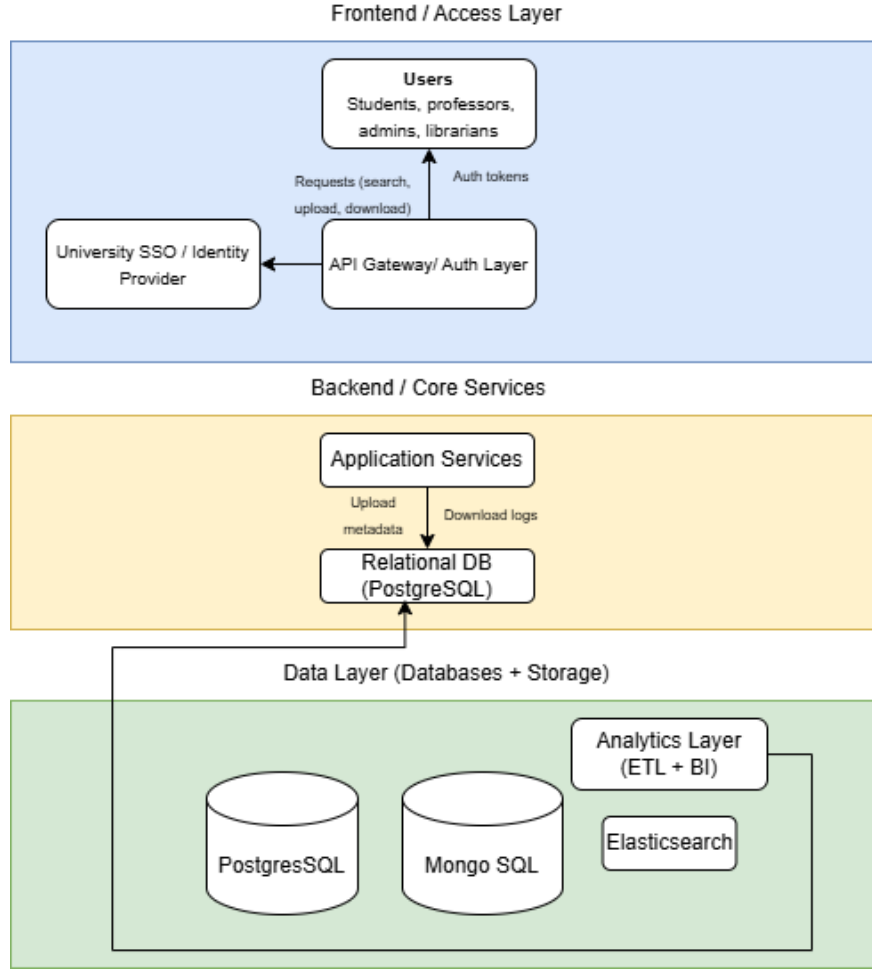 Frontend / Access Layer
Users
Students, professors,
admins, librarians
Requests (search,
upload, download)
Auth tokens
University SSO / Identity
Provider
API Gateway/ Auth Layer
Backend / Core Services
Application Services
Upload
metadata
Download logs
Relational DB
(PostgreSQL)
Data Layer (Databases + Storage)
Analytics Layer
(ETL + BI)
PostgresSQL
Mongo SQL
Elasticsearch